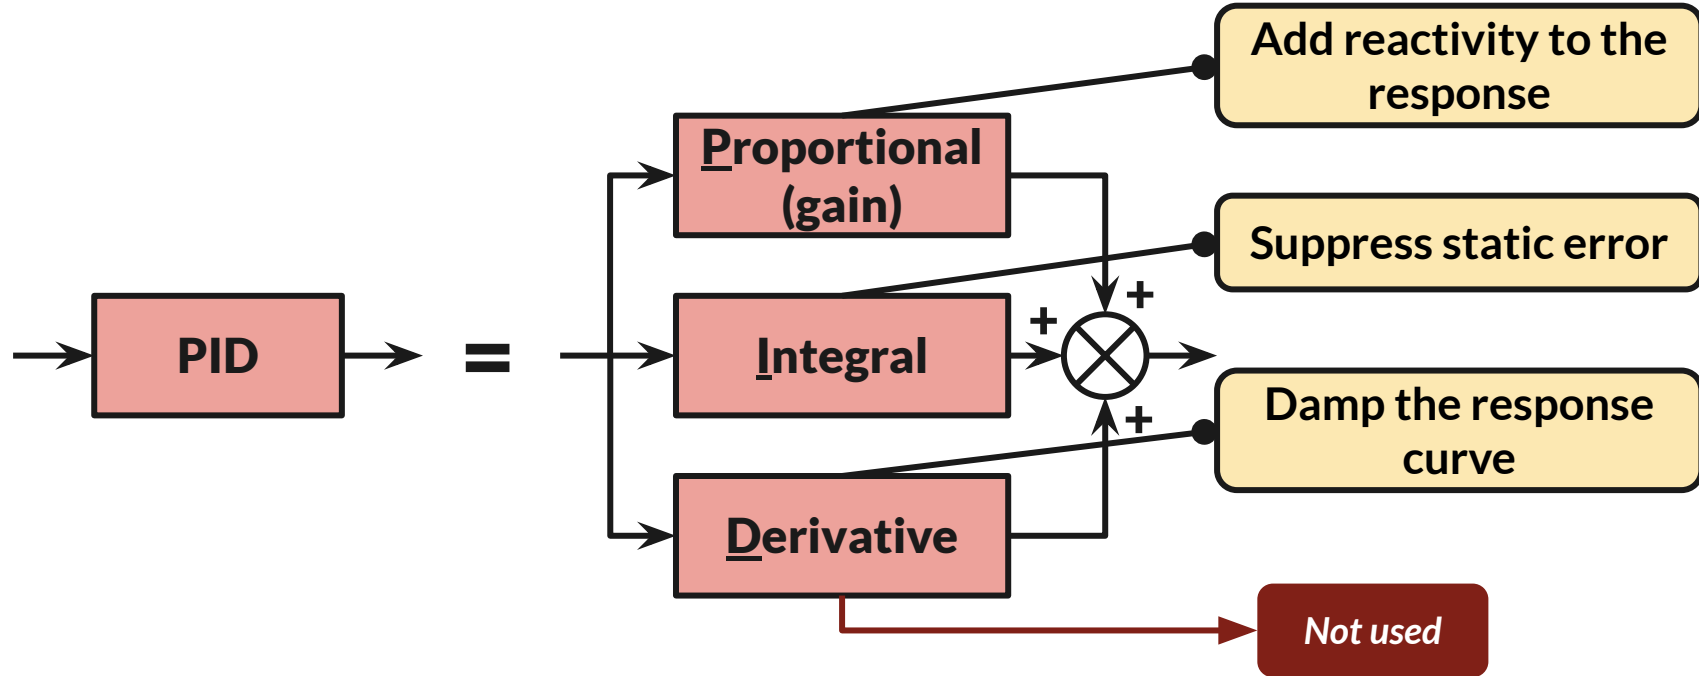 Add reactivity to the
response
Proportional
(gain)
+
Suppress static error
+
PID
=
Integral
+
Damp the response
curve
Derivative
Not used